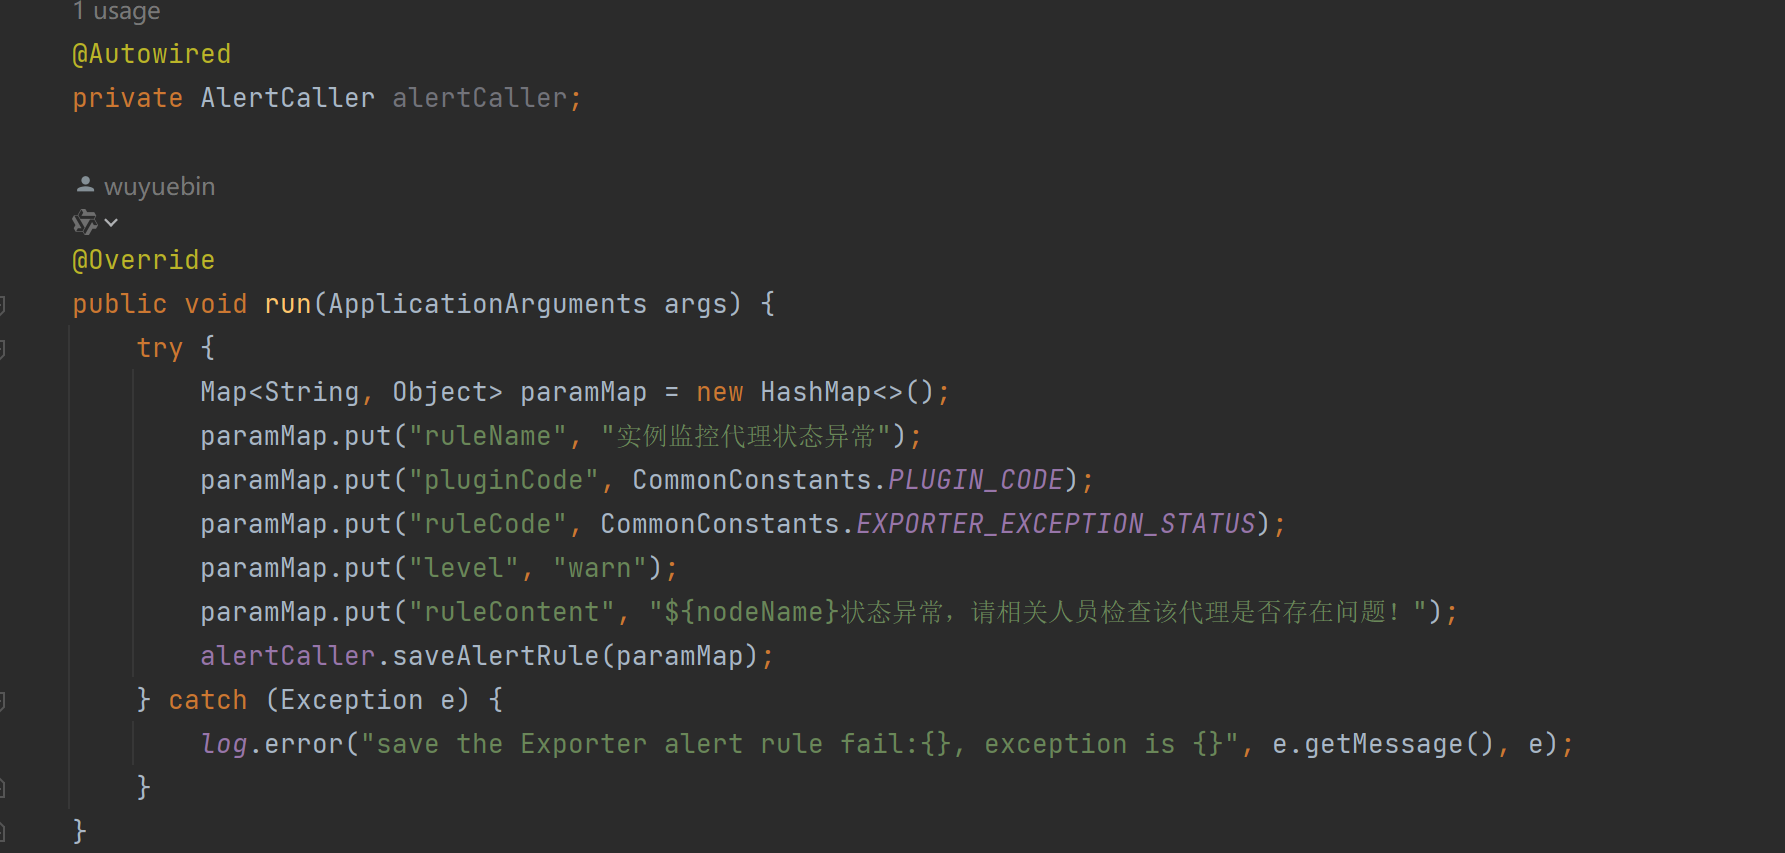 1 usage
@Autowired
private AlertCaller alertCaller;
wuyuebin
@Override
public void run(ApplicationArguments args) {
try {
Map<String, Object> paramMap = new HashMap<>();
paramMap.put("ruleName", "实例监控代理状态异常");
paramMap.put("pluginCode", CommonConstants.PLUGIN_CODE);
paramMap.put("ruleCode", CommonConstants.EXPORTER_EXCEPTION_STATUS);
paramMap.put("level", "warn");
paramMap.put("ruleContent", "${nodeName}状态异常，请相关人员检查该代理是否存在问题！");
alertCaller.saveAlertRule(paramMap);
} catch (Exception e) {
log.error("save the Exporter alert rule fail:{}, exception is {}", e.getMessage(), e);
}
}